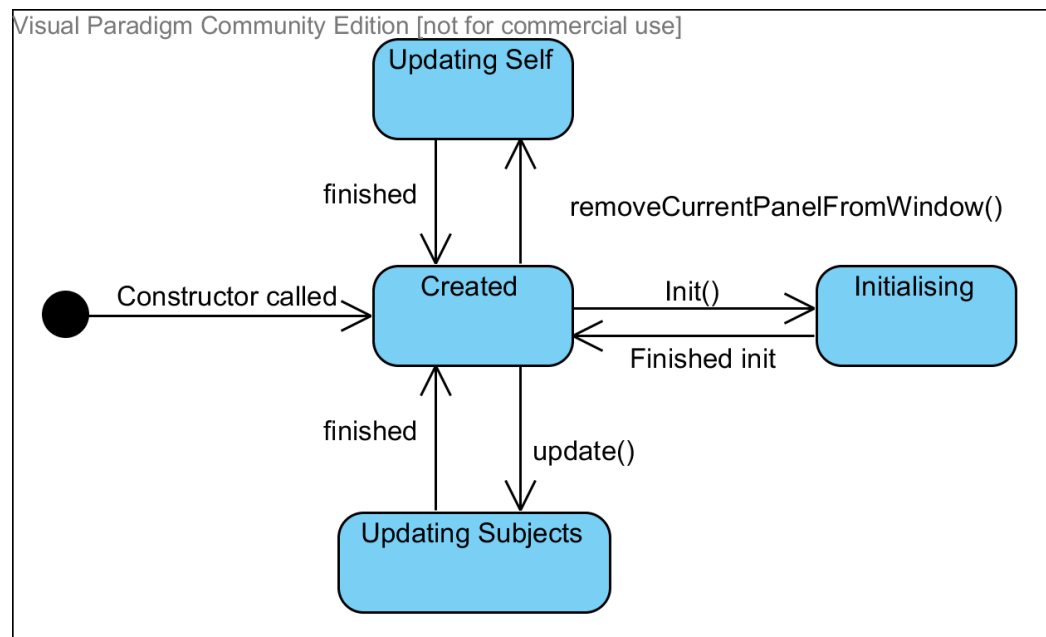 Visual Paradigm Community Edition [not for commercial use]
Updating Self
finished
removeCurrentPanelFromWindow()
Constructor called
Created
Init()
Initialising
Finished init
finished
update()
Updating Subjects